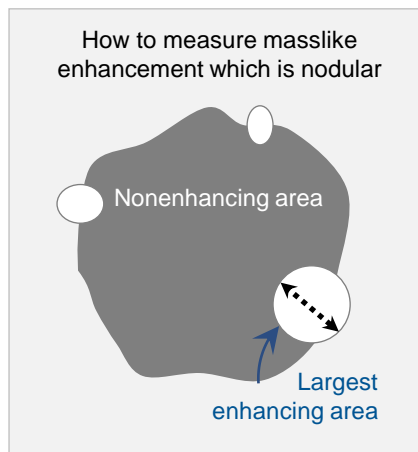 How to measure masslike
enhancement which is nodular
Nonenhancing area
Largest
enhancing area